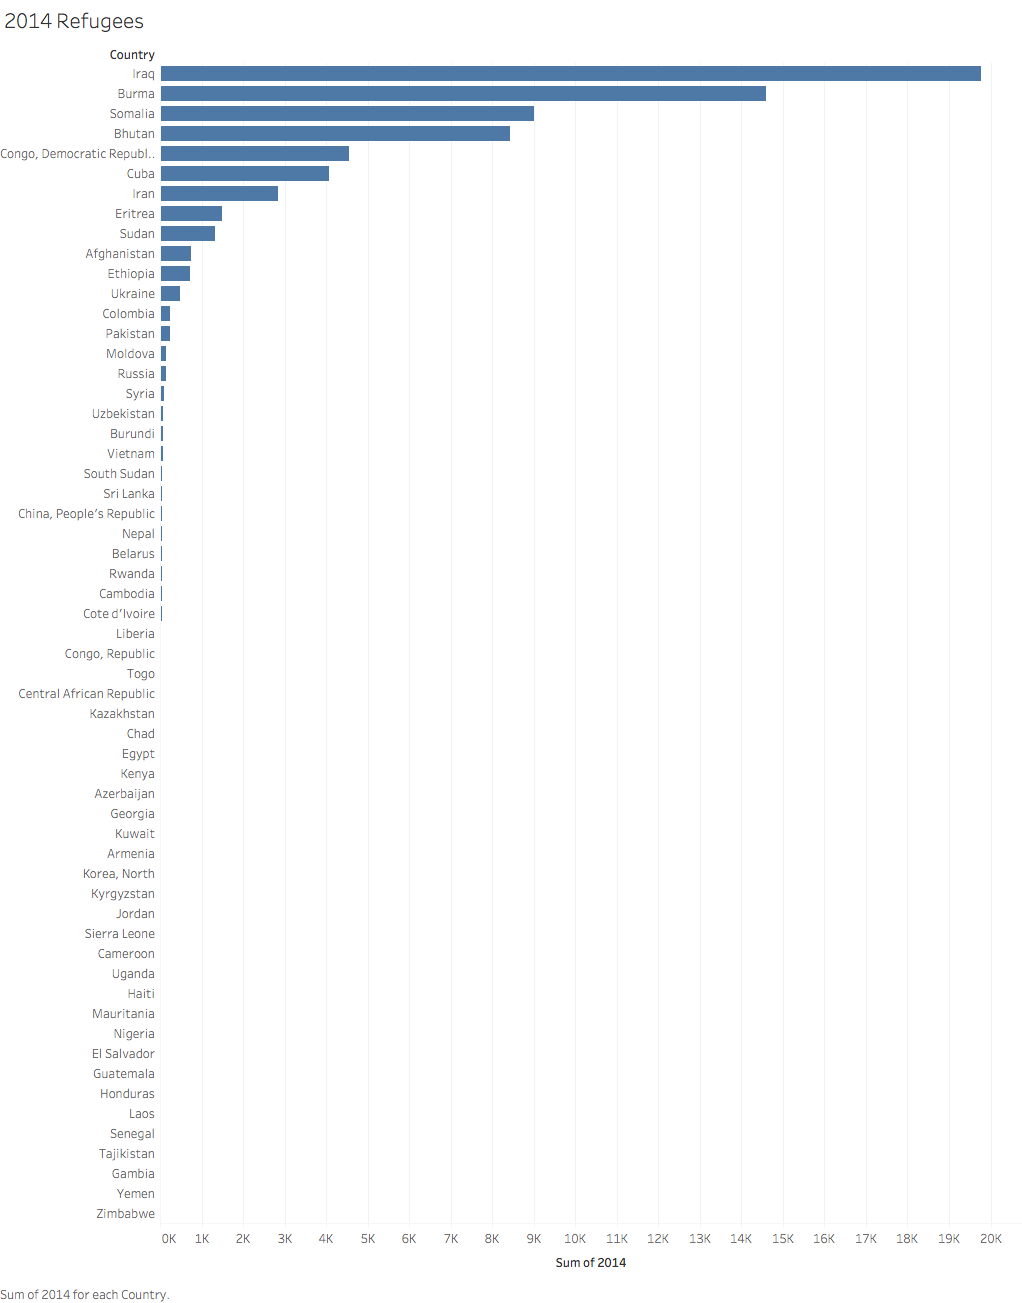 2014 Refugees
Country
Iraq
Burma
Somalia
Bhutan
Congo, Democratic Republ..
Cuba
Iran
Eritrea
Sudan
Afghanistan
Ethiopia
Ukraine
Colombia
Pakistan
Moldova
Russia
Syria
Uzbekistan
Burundi
Vietnam
South Sudan
Sri Lanka
China, People's Republic
Nepal
Belarus
Rwanda
Cambodia
Cote d'Ivoire
Liberia
Congo, Republic
Togo
Central African Republic
Kazakhstan
Chad
Egypt
Kenya
Azerbaijan
Georgia
Kuwait
Armenia
Korea, North
Kyrgyzstan
Jordan
Sierra Leone
Cameroon
Uganda
Haiti
Mauritania
Nigeria
El Salvador
Guatemala
Honduras
Laos
Senegal
Tajikistan
Gambia
Yemen
Zimbabwe
0K 1K 2K 3K 4K 5K 6K 7K 8K 9K 10K 11K 12K 13K 14K 15K 16K 17K 18K 19K 20K
Sum of 2014
Sum of 2014 for each Country.